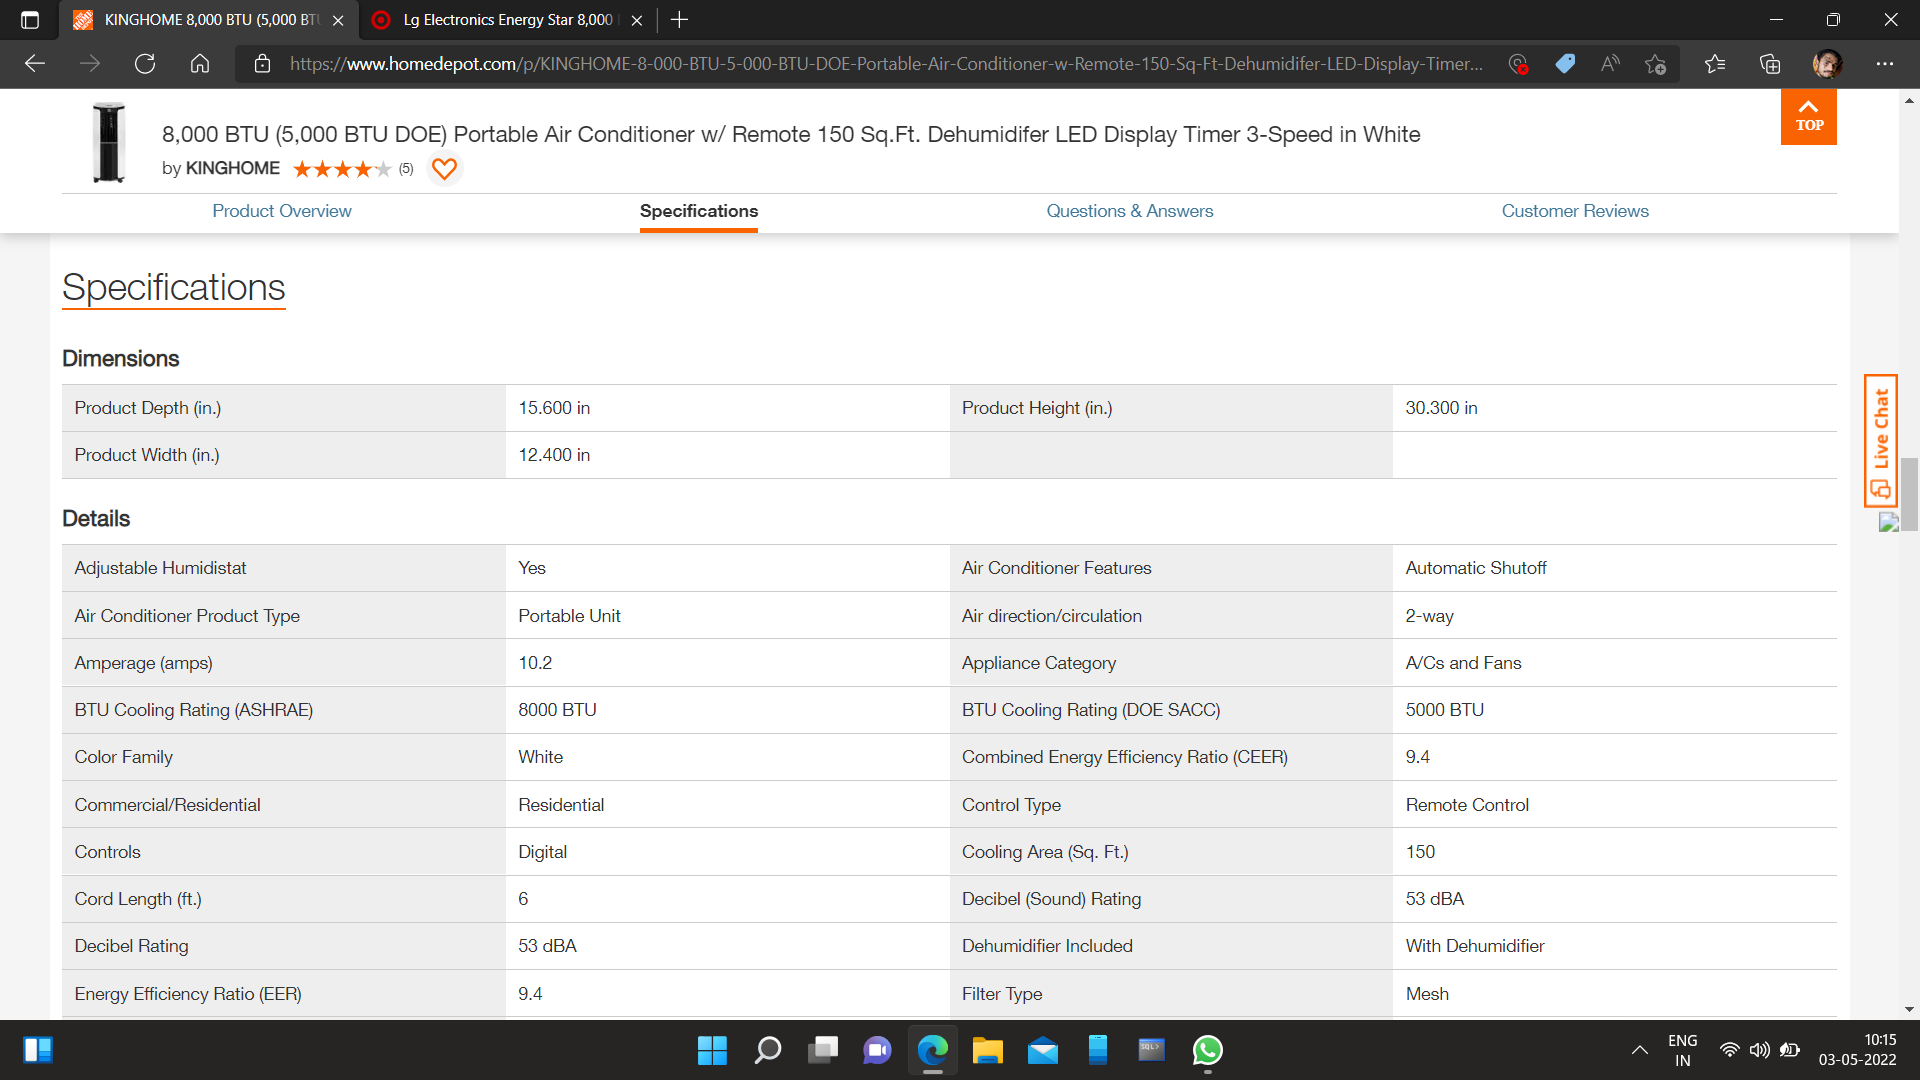 KINGHOME 8,000 BTU (5,000 BTU
Lg Electronics Energy Star 8,000
https://www.homedepot.com/p/KINGHOME-8-000-BTU-5-000-BTU-DOE-Portable-Air-Conditioner-w-Remote-150-Sq-Ft-Dehumidifer-LED-Display-Timer...
8,000 BTU (5,000 BTU DOE) Portable Air Conditioner w/ Remote 150 Sq.Ft. Dehumidifer LED Display Timer 3-Speed in White
TOP
by KINGHOME (5)
Product Overview Specifications Questions & Answers Customer Reviews
Specifications
Dimensions
Product Depth (in.) 15.600 in Product Height (in.) 30.300 in
Product Width (in.) 12.400 in
Live Chat
Details
Adjustable Humidistat Yes Air Conditioner Features Automatic Shutoff
Air Conditioner Product Type Portable Unit Air direction/circulation 2-way
Amperage (amps) 10.2 Appliance Category A/Cs and Fans
BTU Cooling Rating (ASHRAE) 8000 BTU BTU Cooling Rating (DOE SACC) 5000 BTU
Color Family White Combined Energy Efficiency Ratio (CEER) 9.4
Commercial/Residential Residential Control Type Remote Control
Controls Digital Cooling Area (Sq. Ft.) 150
Cord Length (ft.) 6 Decibel (Sound) Rating 53 dBA
Decibel Rating 53 dBA Dehumidifier Included With Dehumidifier
Energy Efficiency Ratio (EER) 9.4 Filter Type Mesh
SQL>
ENG
IN
10:15
03-05-2022